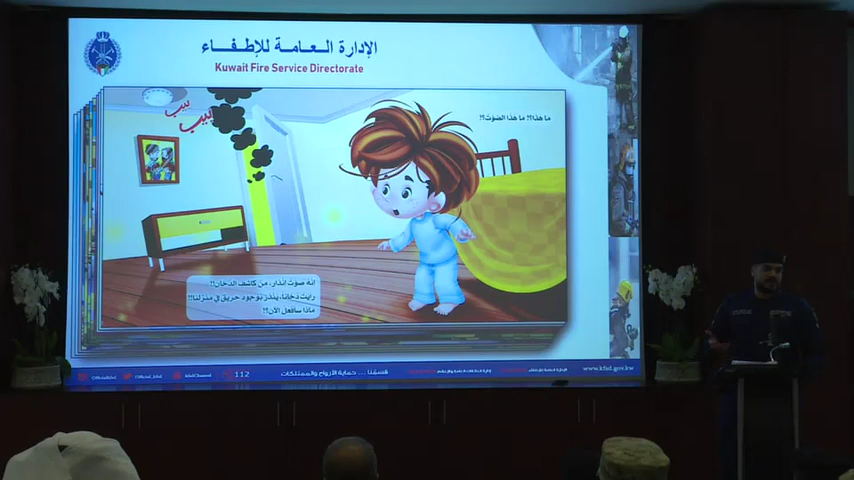 الإدارة العامة للإطفاء
Kuwait Fire Service Directorate
بيب
بيب
ما هذا؟! ما هذا الصوت؟!
إنه صوت إنذار، من كاشف الدخان!!
رأيت دخاناً، ينذر بوجود حريق في منزلنا!!
ماذا سأفعل الآن؟!
112
قسمنا ... حماية الأرواح والممتلكات
www.kfsd.gov.kw